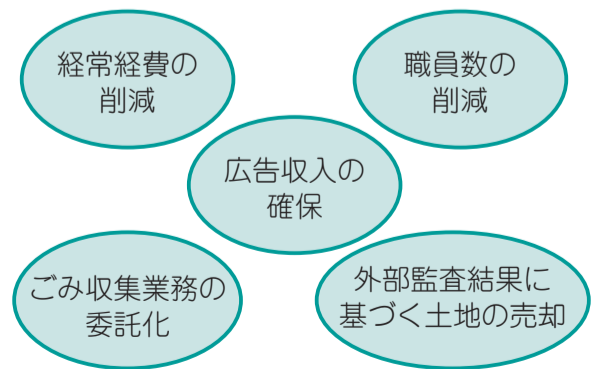 経常経費の
削減
職員数の
削減
広告収入の
確保
ごみ収集業務の
委託化
外部監査結果に
基づく土地の売却